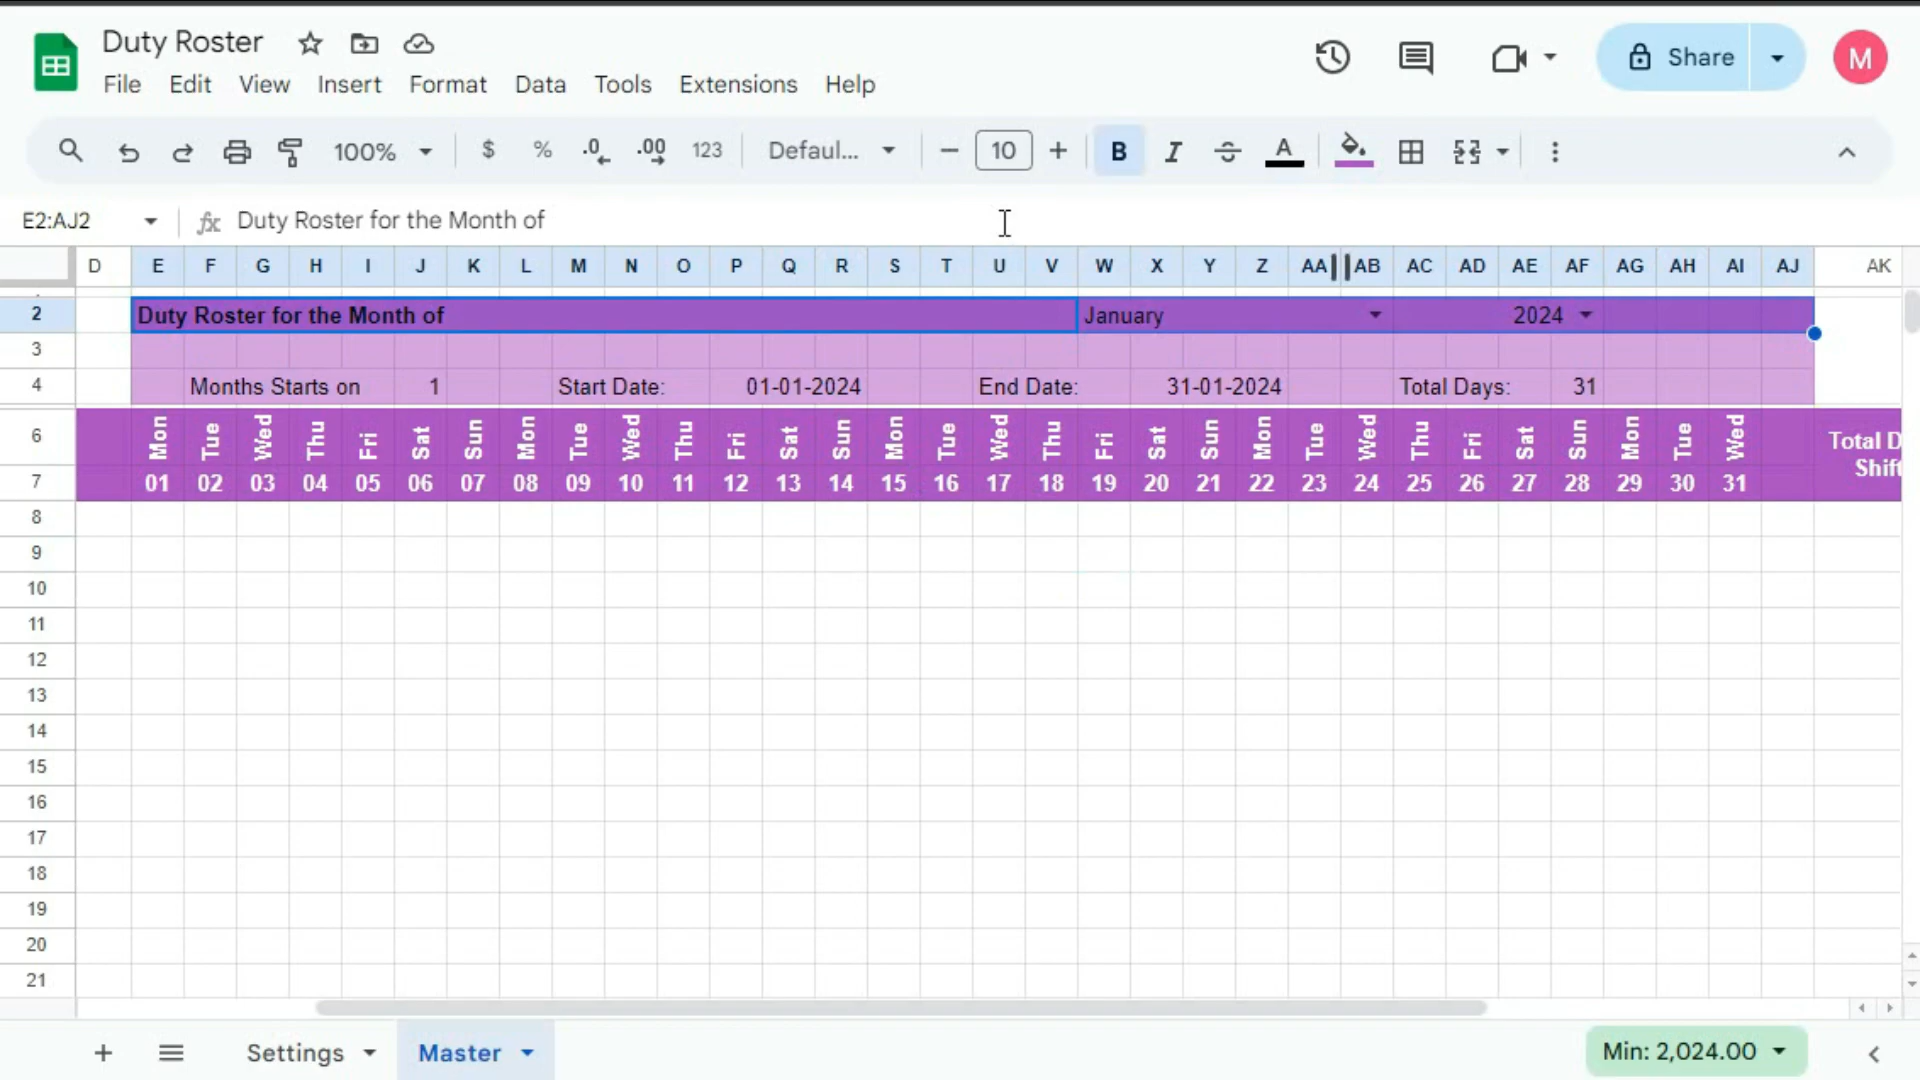 Duty Roster
File Edit View Insert Format Data Tools Extensions Help
Share
M
100% $ % .0 .00 123 Defaul... 10 B I A
E2:AJ2 fx Duty Roster for the Month of
D E F G H I J K L M N O P Q R S T U V W X Y Z AA AB AC AD AE AF AG AH AI AJ AK
2 Duty Roster for the Month of January 2024
3
4 Months Starts on 1 Start Date: 01-01-2024 End Date: 31-01-2024 Total Days: 31
6 Mon Tue Wed Thu Fri Sat Sun Mon Tue Wed Thu Fri Sat Sun Mon Tue Wed Thu Fri Sat Sun Mon Tue Wed Thu Fri Sat Sun Mon Tue Wed Total D
7 01 02 03 04 05 06 07 08 09 10 11 12 13 14 15 16 17 18 19 20 21 22 23 24 25 26 27 28 29 30 31 Shif
8
9
10
11
12
13
14
15
16
17
18
19
20
21
Settings Master Min: 2,024.00